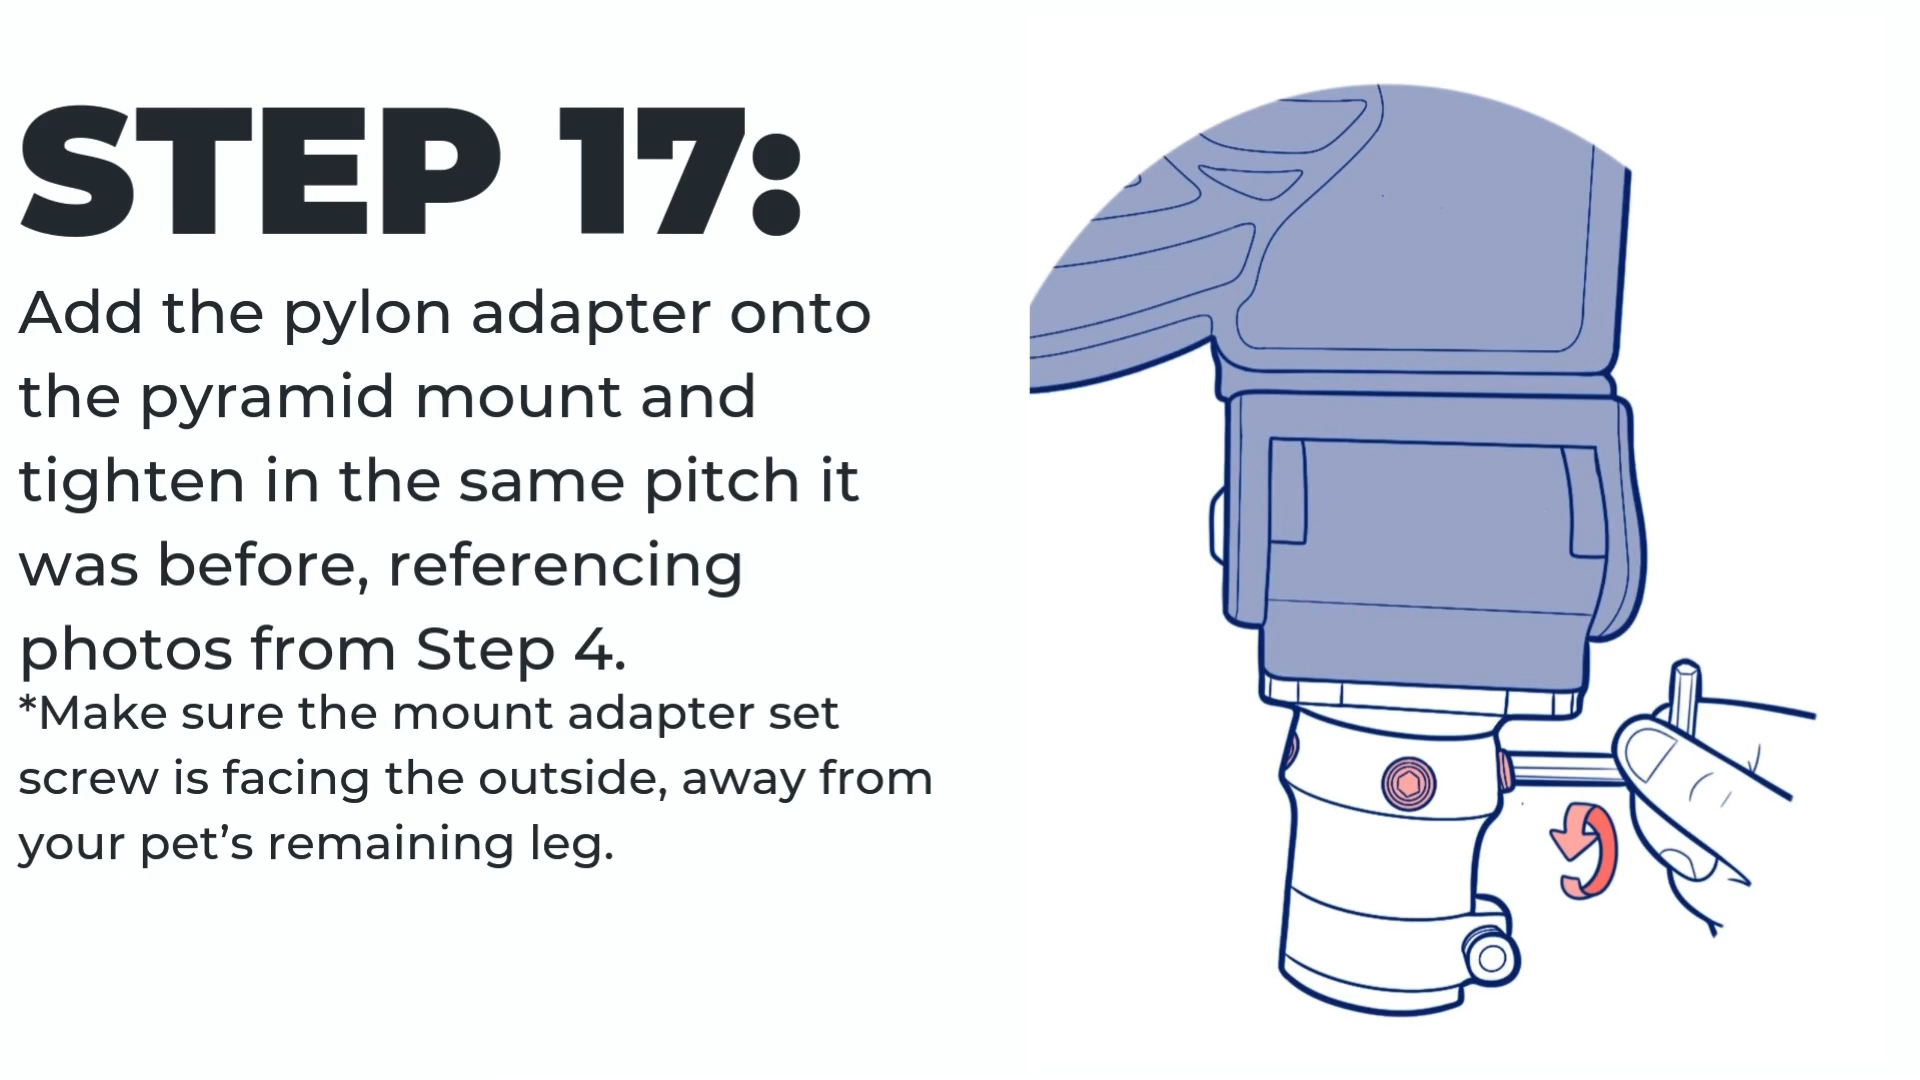 STEP 17:
Add the pylon adapter onto
the pyramid mount and
tighten in the same pitch it
was before, referencing
photos from Step 4.
*Make sure the mount adapter set
screw is facing the outside, away from
your pet’s remaining leg.